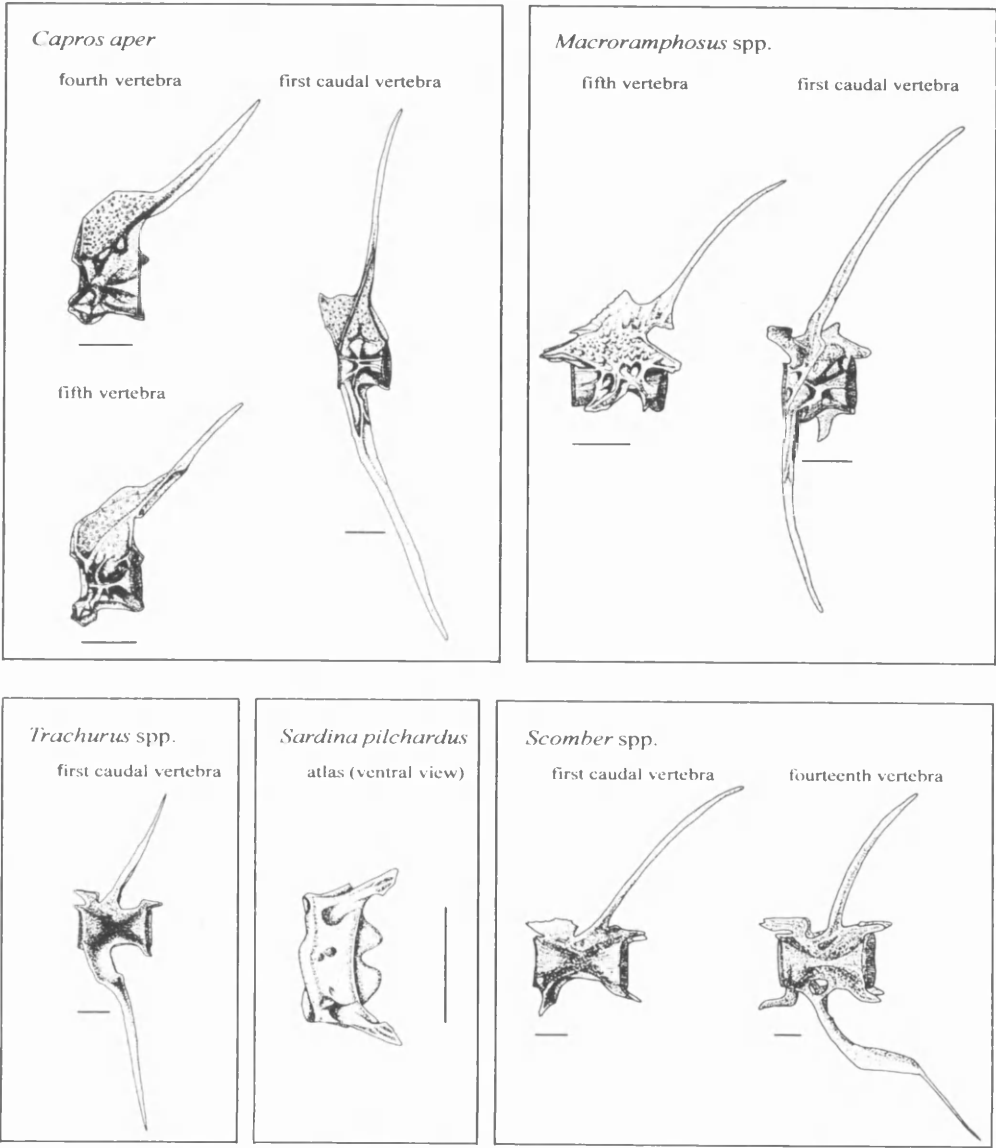 Capros aper
fourth vertebra
first caudal vertebra
fifth vertebra
Macroramphosus spp.
fifth vertebra
first caudal vertebra
Trachurus spp.
first caudal vertebra
Sardina pilchardus
atlas (ventral view)
Scomber spp.
first caudal vertebra
fourteenth vertebra